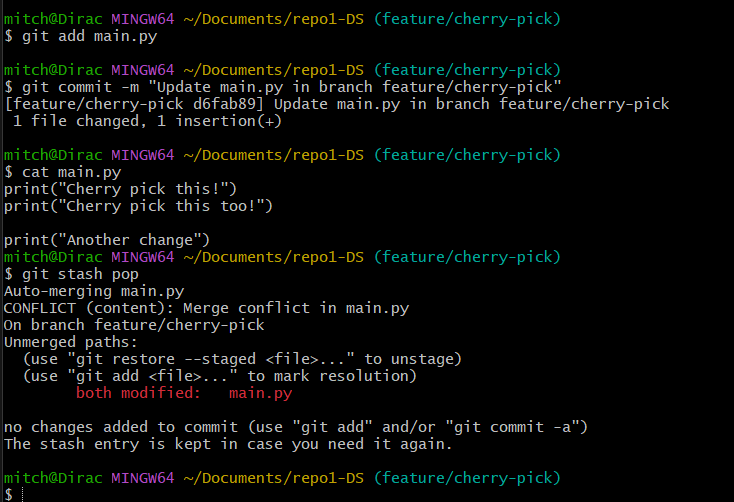 mitch@Dirac MINGW64 ~/Documents/repo1-DS (feature/cherry-pick)
$ git add main.py
mitch@Dirac MINGW64 ~/Documents/repo1-DS (feature/cherry-pick)
$ git commit -m "Update main.py in branch feature/cherry-pick"
[feature/cherry-pick d6fab89] Update main.py in branch feature/cherry-pick
 1 file changed, 1 insertion(+)
mitch@Dirac MINGW64 ~/Documents/repo1-DS (feature/cherry-pick)
$ cat main.py
print("Cherry pick this!")
print("Cherry pick this too!")
print("Another change")
mitch@Dirac MINGW64 ~/Documents/repo1-DS (feature/cherry-pick)
$ git stash pop
Auto-merging main.py
CONFLICT (content): Merge conflict in main.py
On branch feature/cherry-pick
Unmerged paths:
  (use "git restore --staged <file>..." to unstage)
  (use "git add <file>..." to mark resolution)
        both modified:   main.py
no changes added to commit (use "git add" and/or "git commit -a")
The stash entry is kept in case you need it again.
mitch@Dirac MINGW64 ~/Documents/repo1-DS (feature/cherry-pick)
$